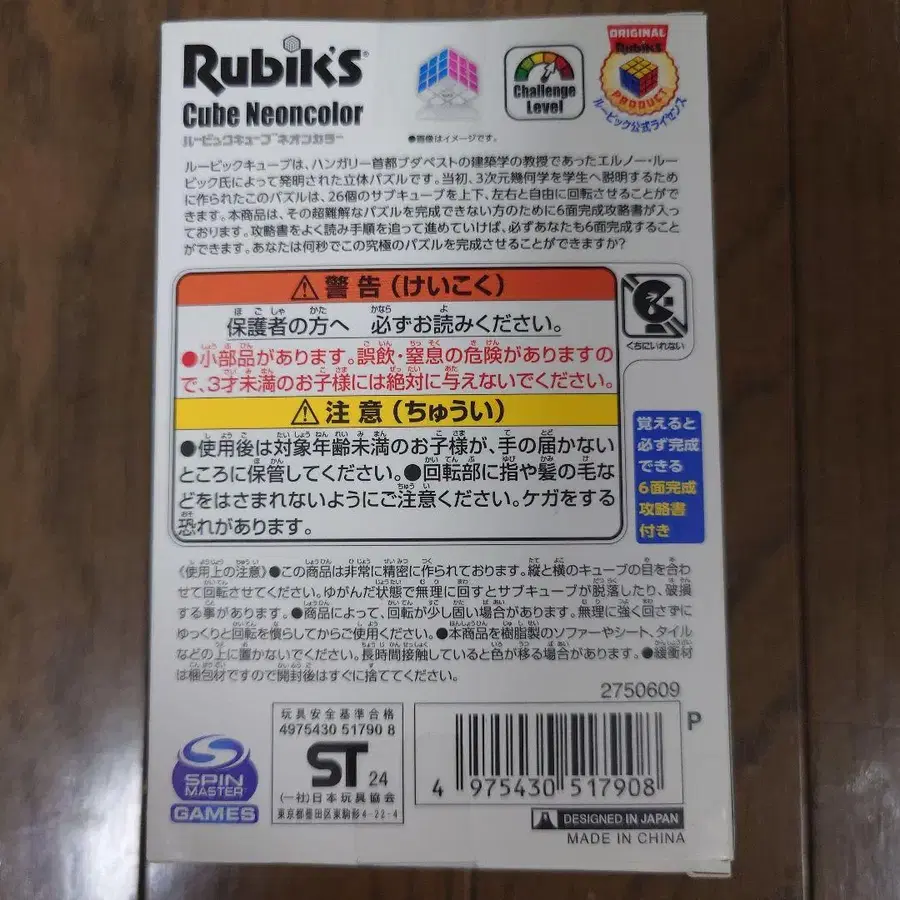 Rubik's®
Cube Neoncolor
ルービックキューブ ネオンカラー
Challenge
Level
ORIGINAL
Rubik's
PRODUCT
ルービック公式ライセンス
●画像はイメージです。
ルービックキューブは、ハンガリー首都ブダペストの建築学の教授であったエルノー・ルー
ビック氏によって発明された立体パズルです。当初、3次元幾何学を学生へ説明するため
に作られたこのパズルは、26個のサブキューブを上下、左右と自由に回転させることがで
きます。本商品は、その超難解なパズルを完成できない方のために6面完成攻略書が入っ
ております。攻略書をよく読み手順を追って進めていけば、必ずあなたも6面完成すること
ができます。あなたは何秒でこの究極のパズルを完成させることができますか?
警告(けいこく)
保護者の方へ 必ずお読みください。
●小部品があります。誤飲・窒息の危険がありますの
で、3才未満のお子様には絶対に与えないでください。
注意(ちゅうい)
●使用後は対象年齢未満のお子様が、手の届かない
ところに保管してください。●回転部に指や髪の毛な
どをはさまれないようにご注意ください。ケガをする
恐れがあります。
くちにいれない
覚えると
必ず完成
できる
6面完成
攻略書
付き
《使用上の注意》●この商品は非常に精密に作られております。縦と横のキューブの目を合わ
せて回転させてください。ゆがんだ状態で無理に回すとサブキューブが脱落したり、破損
する事があります。●商品によって、回転が少し固い場合があります。無理に強く回さずに
ゆっくりと回転を慣らしてからご使用ください。●本商品を樹脂製のソファーやシート、タイル
などの上に置かないでください。長時間接触していると色が移る場合があります。●緩衝材
は梱包材ですので開封後はすぐに捨ててください。
2750609
SPIN
MASTER
GAMES
玩具安全基準合格
4975430 51790 8
ST 24
(一社)日本玩具協会
東京都墨田区東駒形4-22-4
P
4 975430 517908
DESIGNED IN JAPAN
MADE IN CHINA